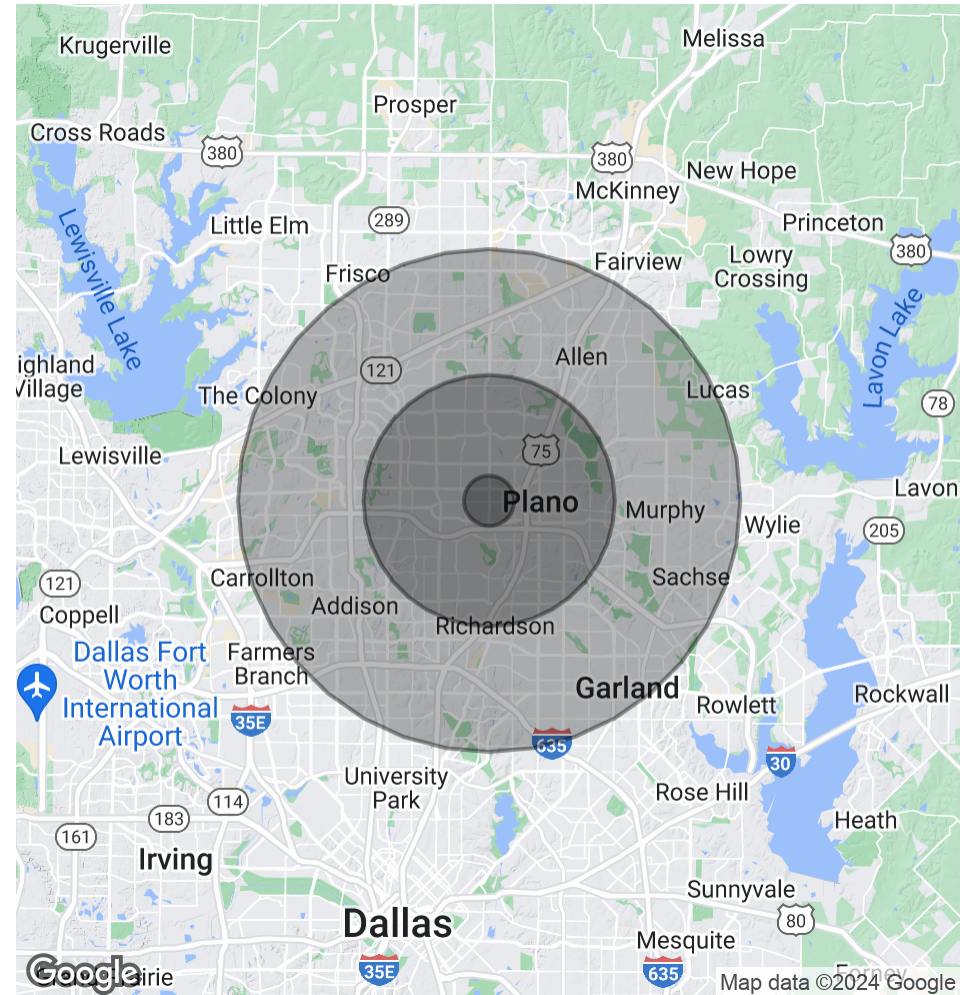 Krugerville
Melissa
Prosper
Cross Roads
380
380
New Hope
McKinney
Princeton
289
Little Elm
Lewisville Lake
380
Lowry
Crossing
Fairview
Frisco
Lavon Lake
Allen
121
ighland
Village
The Colony
Lucas
78
75
Lewisville
Lavon
Plano
Murphy
Wylie
205
Carrollton
Sachse
121
Addison
Coppell
Richardson
Farmers
Branch
Dallas Fort
Worth
International
Airport
Garland
Rowlett
Rockwall
35E
635
30
University
Park
Rose Hill
114
183
161
Heath
Irving
Sunnyvale
80
Dallas
Mesquite
35E
635
Google
Map data ©2024 Google